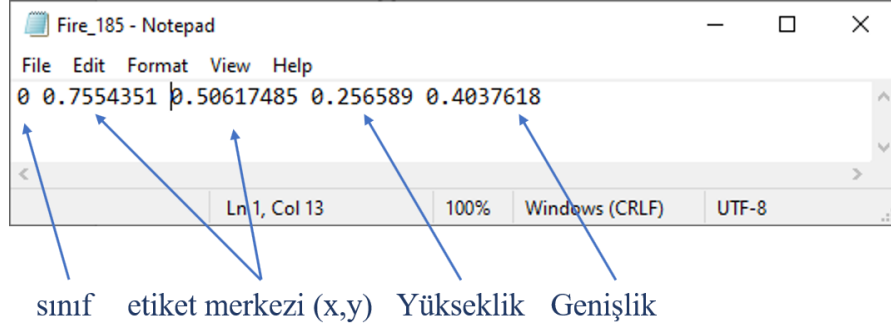 Fire_185 - Notepad
File Edit Format View Help
0 0.7554351 0.50617485 0.256589 0.4037618
Ln 1, Col 13 100% Windows (CRLF) UTF-8
sınıf etiket merkezi (x,y) Yükseklik Genişlik